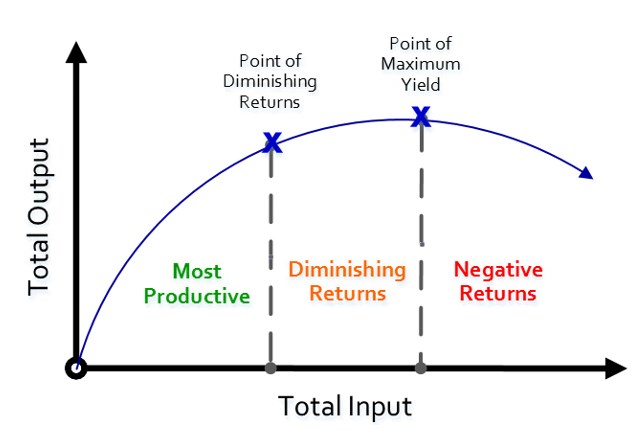 Point of
Diminishing
Returns
Point of
Maximum
Yield
X
X
Total Output
Most
Productive
Diminishing
Returns
Negative
Returns
Total Input